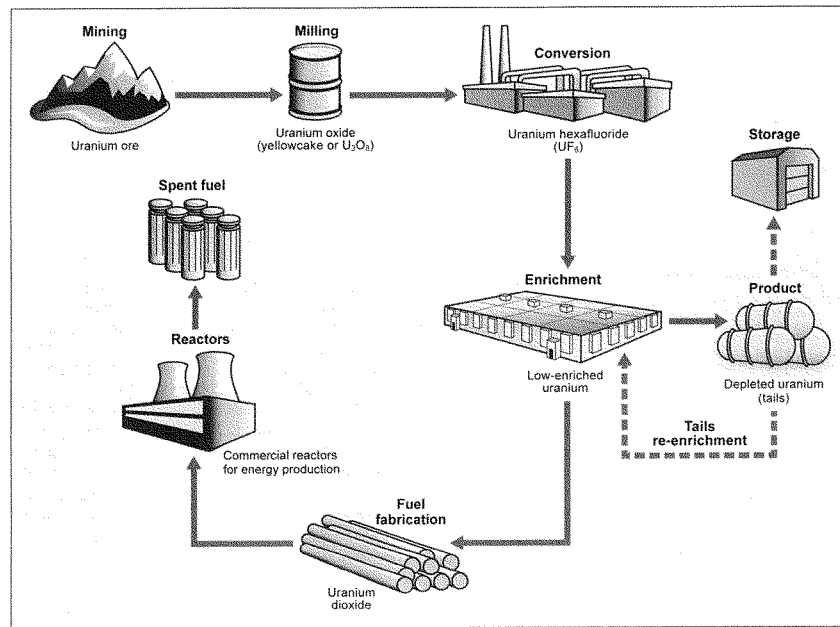 Mining
Uranium ore
Milling
Uranium oxide
(yellowcake or U₃O₈)
Conversion
Uranium hexafluoride
(UF₆)
Storage
Spent fuel
Enrichment
Low-enriched
uranium
Product
Depleted uranium
(tails)
Tails
re-enrichment
Reactors
Commercial reactors
for energy production
Fuel
fabrication
Uranium
dioxide